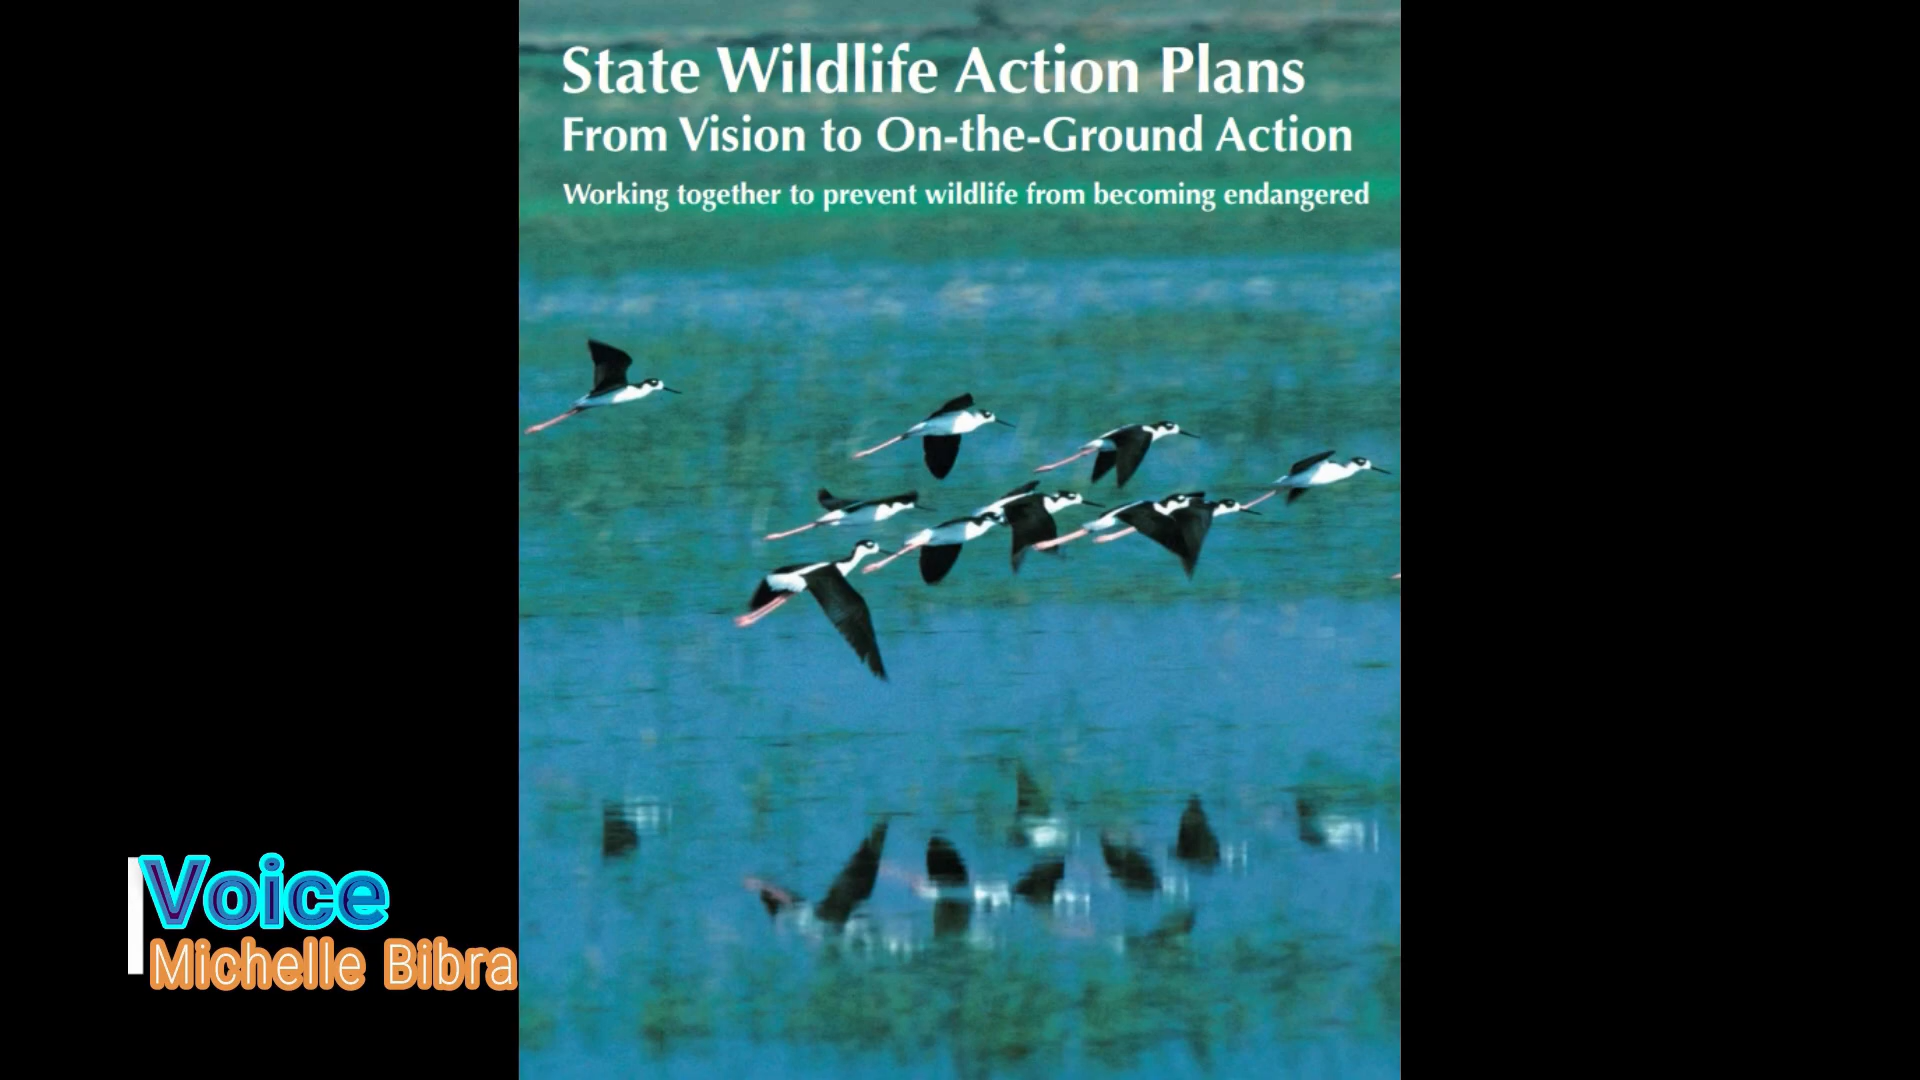 State Wildlife Action Plans
From Vision to On-the-Ground Action
Working together to prevent wildlife from becoming endangered
Voice
Michelle Bibra